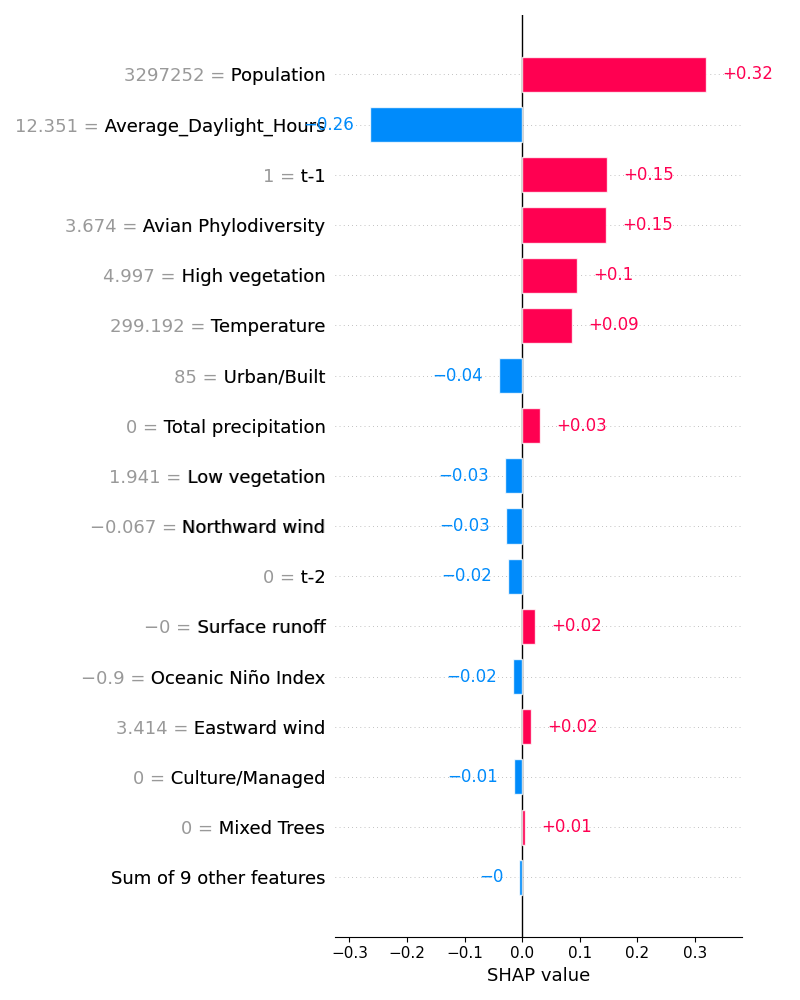 3297252 = Population +0.32
12.351 = Average_Daylight_Hours −0.26
1 = t-1 +0.15
3.674 = Avian Phylodiversity +0.15
4.997 = High vegetation +0.1
299.192 = Temperature +0.09
85 = Urban/Built −0.04
0 = Total precipitation +0.03
1.941 = Low vegetation −0.03
−0.067 = Northward wind −0.03
0 = t-2 −0.02
−0 = Surface runoff +0.02
−0.9 = Oceanic Niño Index −0.02
3.414 = Eastward wind +0.02
0 = Culture/Managed −0.01
0 = Mixed Trees +0.01
Sum of 9 other features −0
−0.3 −0.2 −0.1 0.0 0.1 0.2 0.3
SHAP value